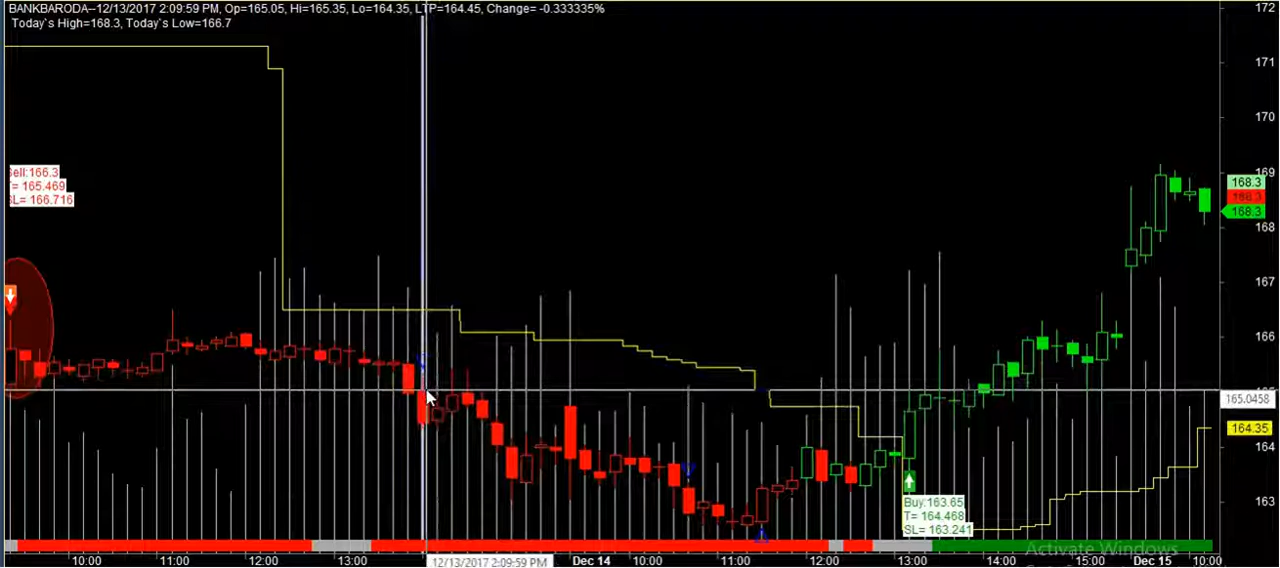 BANKBARODA--12/13/2017 2:09:59 PM, Op=165.05, Hi=165.35, Lo=164.35, LTP=164.45, Change= -0.333335%
Today`s High=168.3, Today`s Low=166.7
172
171
170
169
168
167
166
164
163
Sell:166.3
T= 165.469
SL= 166.716
168.3
168.3
168.3
165.0458
164.35
Buy:163.65
T= 164.468
SL= 163.241
Activate Windows
10:00
11:00
12:00
13:00
12/13/2017 2:09:59 PM
Dec 14
10:00
11:00
12:00
13:00
14:00
15:00
Dec 15
10:00